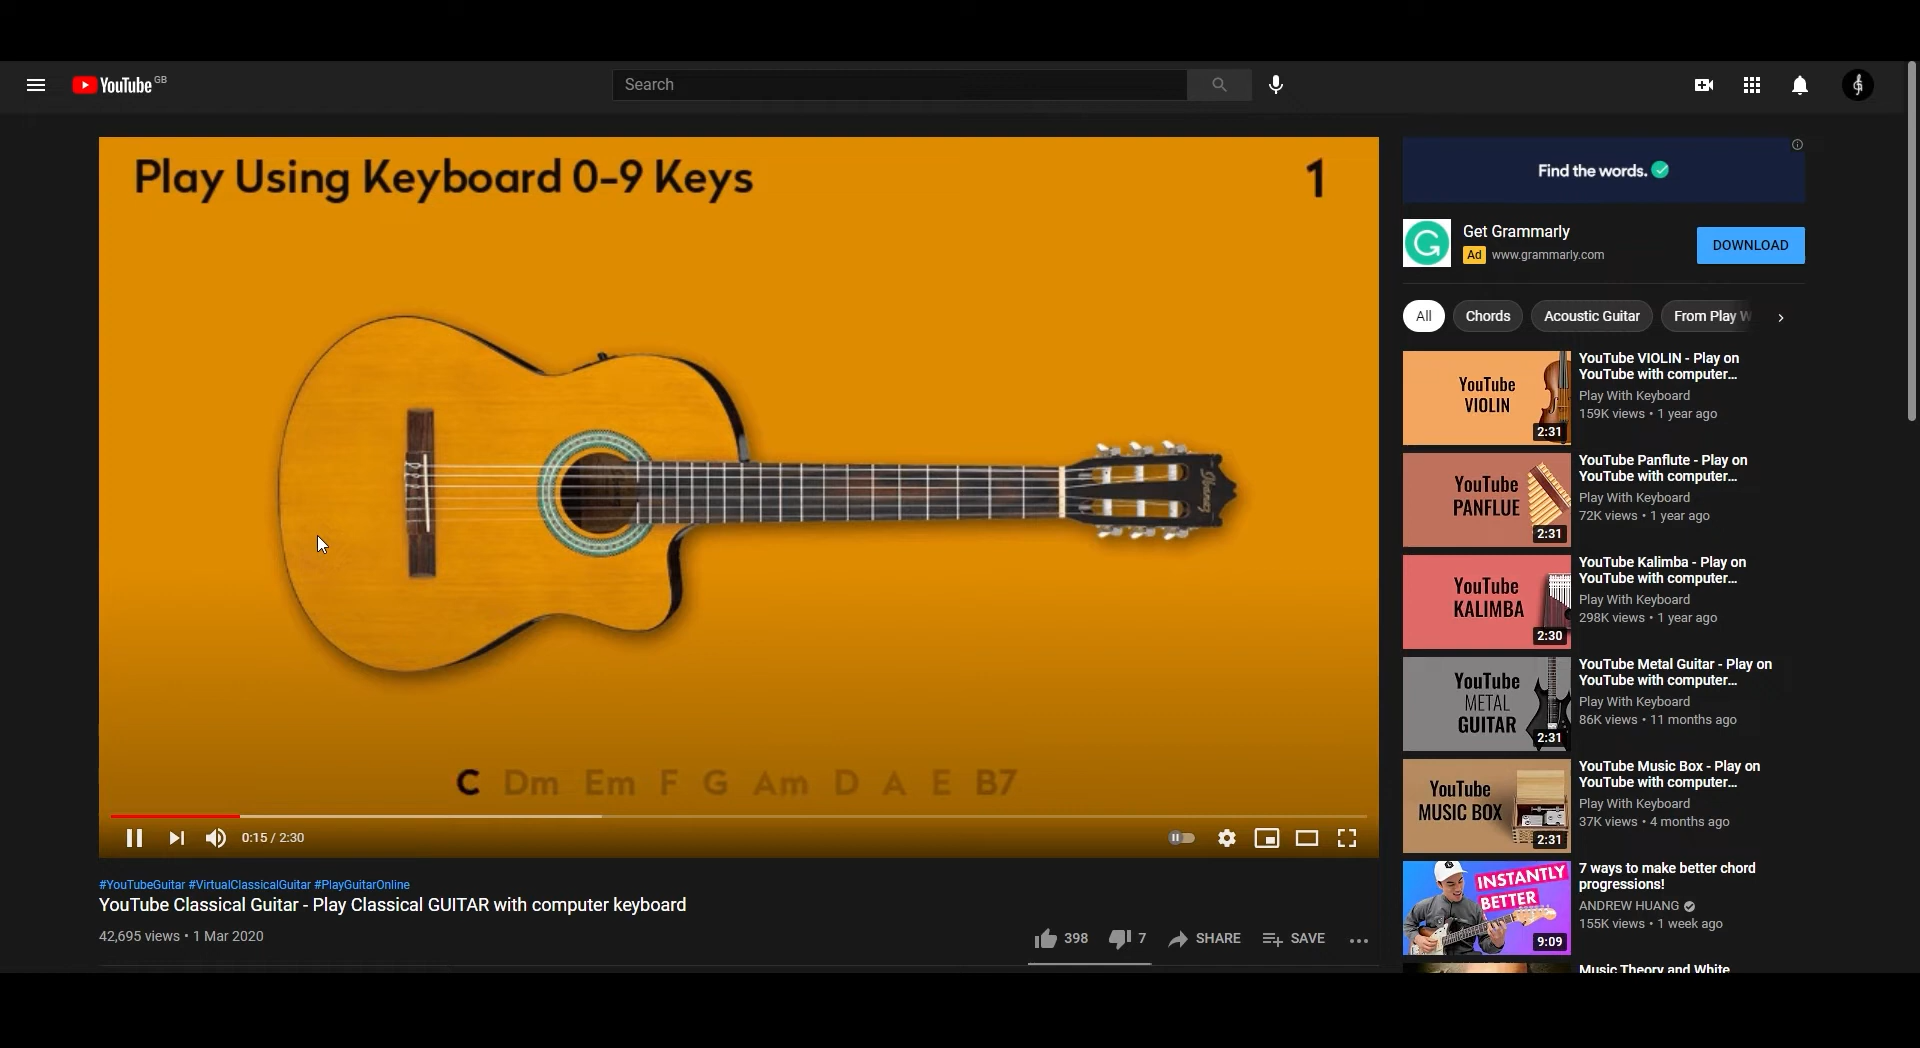 YouTube GB
Search
Play Using Keyboard 0-9 Keys
1
C Dm Em F G Am D A E B7
0:15 / 2:30
#YouTubeGuitar #VirtualClassicalGuitar #PlayGuitarOnline
YouTube Classical Guitar - Play Classical GUITAR with computer keyboard
42,695 views • 1 Mar 2020
398
7
SHARE
SAVE
Find the words.
Get Grammarly
Ad www.grammarly.com
DOWNLOAD
All
Chords
Acoustic Guitar
From Play W
YouTube
VIOLIN
2:31
YouTube VIOLIN - Play on
YouTube with computer...
Play With Keyboard
159K views • 1 year ago
YouTube
PANFLUE
2:31
YouTube Panflute - Play on
YouTube with computer...
Play With Keyboard
72K views • 1 year ago
YouTube
KALIMBA
2:30
YouTube Kalimba - Play on
YouTube with computer...
Play With Keyboard
298K views • 1 year ago
YouTube
METAL
GUITAR
2:31
YouTube Metal Guitar - Play on
YouTube with computer...
Play With Keyboard
86K views • 11 months ago
YouTube
MUSIC BOX
2:31
YouTube Music Box - Play on
YouTube with computer...
Play With Keyboard
37K views • 4 months ago
INSTANTLY
BETTER
9:09
7 ways to make better chord
progressions!
ANDREW HUANG
155K views • 1 week ago
Music Theory and White